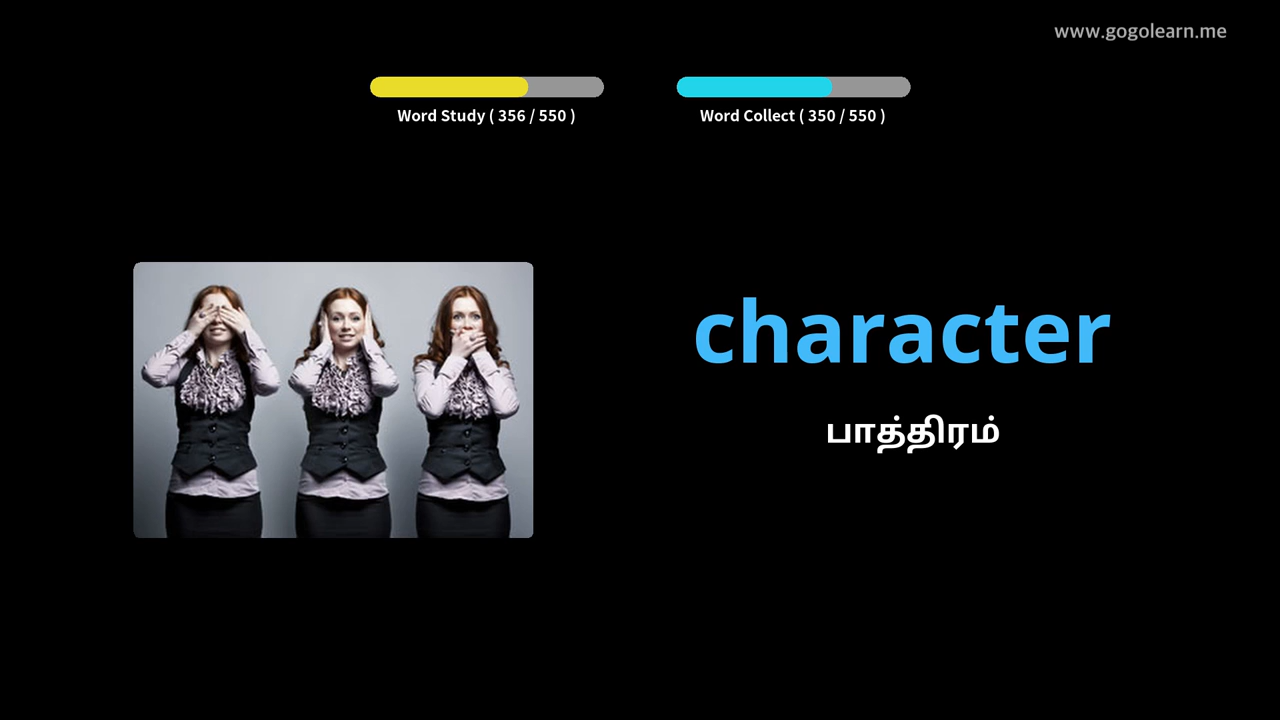 www.gogolearn.me
Word Study ( 356 / 550 )
Word Collect ( 350 / 550 )
character
பாத்திரம்